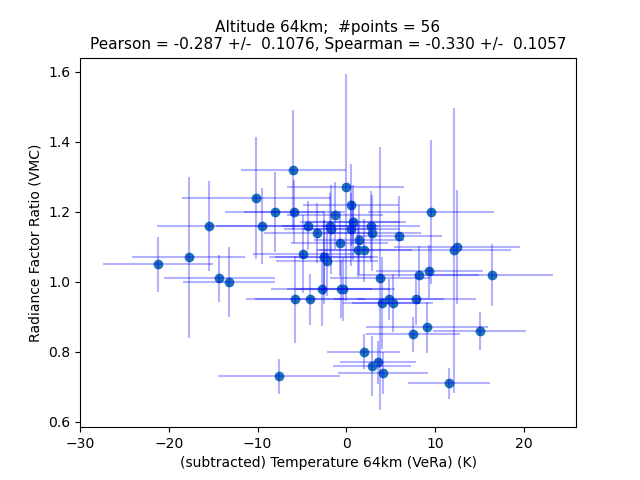 Altitude 64km;  #points = 56
Pearson = -0.287 +/-  0.1076, Spearman = -0.330 +/-  0.1057
1.6
1.4
1.2
1.0
0.8
0.6
Radiance Factor Ratio (VMC)
−30 −20 −10 0 10 20
(subtracted) Temperature 64km (VeRa) (K)